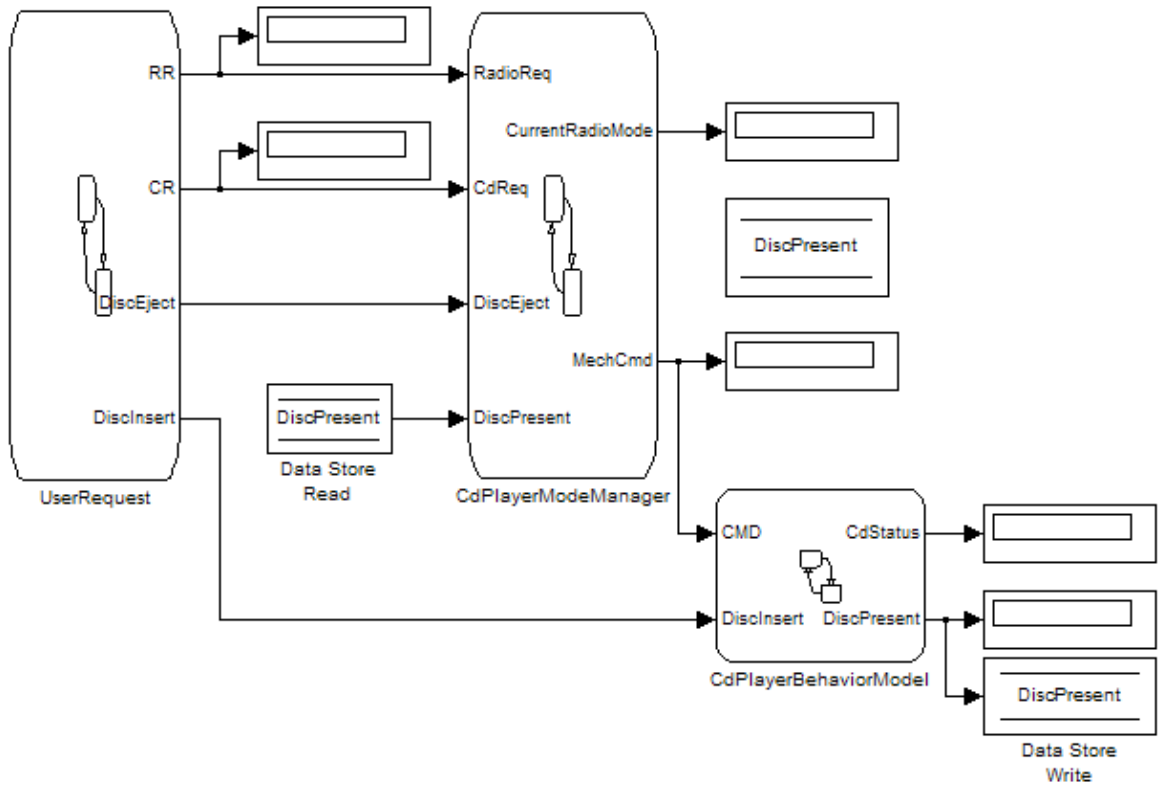 RR
RadioReq
CurrentRadioMode
CR
CdReq
DiscPresent
DiscEject
DiscEject
MechCmd
DiscInsert
DiscPresent
DiscPresent
Data Store
Read
UserRequest
CdPlayerModeManager
CMD
CdStatus
DiscInsert
DiscPresent
CdPlayerBehaviorModel
DiscPresent
Data Store
Write